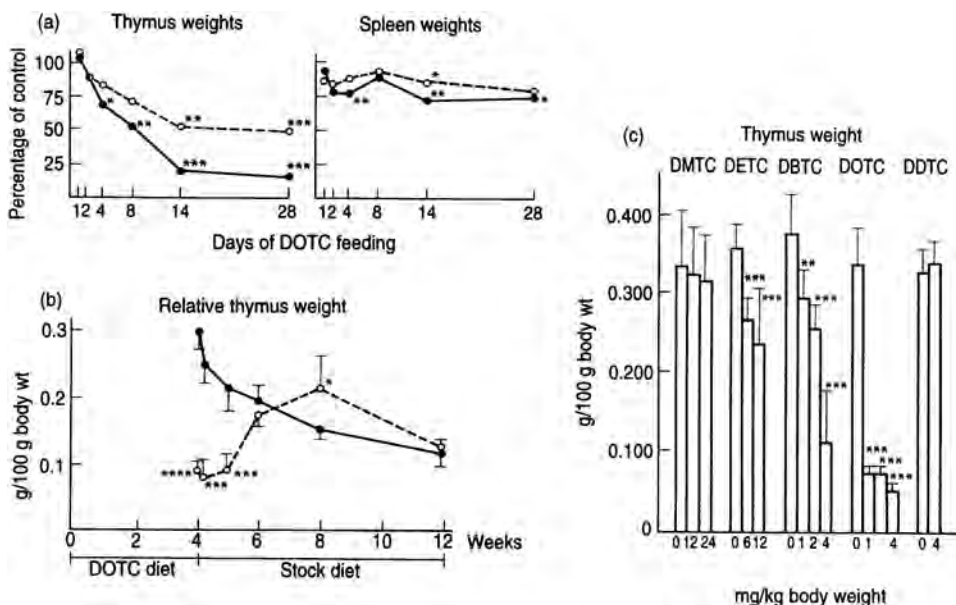 (a)
Thymus weights
Spleen weights
Percentage of control
100
75
50
25
*
**
**
***
***
***
**
*
**
**
12 4 8 14 28
12 4 8 14 28
Days of DOTC feeding
(b)
Relative thymus weight
g/100 g body wt
0.3
0.2
0.1
****
***
***
*
0 2 4 6 8 10 12 Weeks
DOTC diet
Stock diet
(c)
Thymus weight
DMTC DETC DBTC DOTC DDTC
g/100 g body wt
0.400
0.300
0.200
0.100
0
***
***
**
***
***
***
***
***
0 12 24 0 6 12 0 1 2 4 0 1 4 0 4
mg/kg body weight